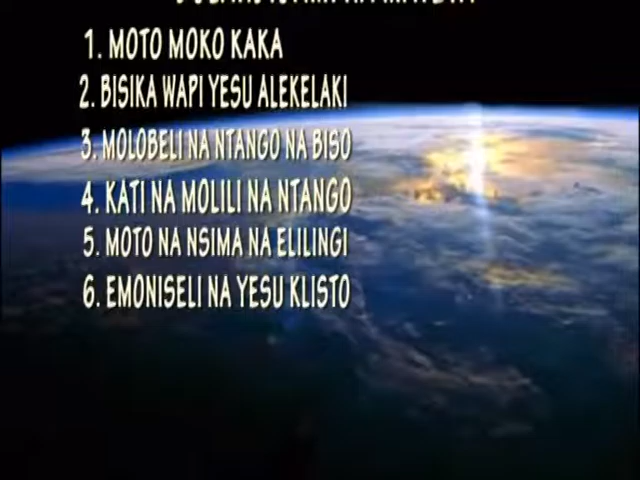 1. MOTO MOKO KAKA
2. BISIKA WAPI YESU ALEKELAKI
3. MOLOBELI NA NTANGO NA BISO
4. KATI NA MOLILI NA NTANGO
5. MOTO NA NSIMA NA ELILINGI
6. EMONISELI NA YESU KLISTO